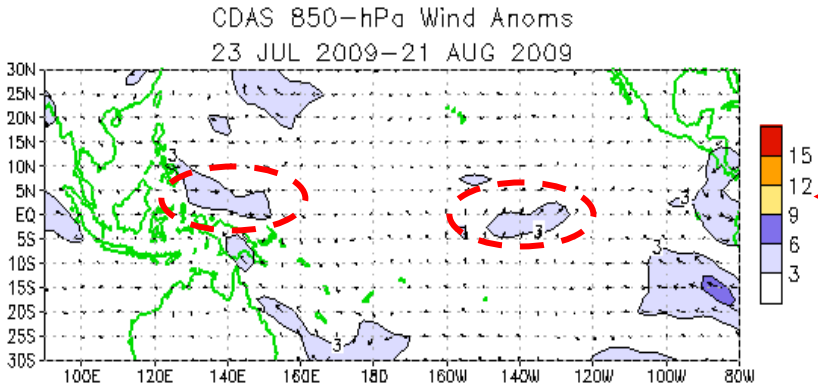 CDAS 850-hPa Wind Anoms
23 JUL 2009-21 AUG 2009
30N
25N
20N
15N
10N
5N
EQ
5S
10S
15S
20S
25S
30S
3
3
3
3
3
100E 120E 140E 160E 180 160W 140W 120W 100W 80W
15
12
9
6
3